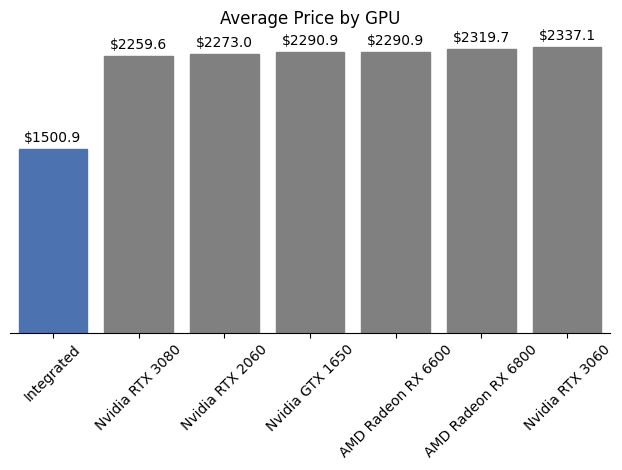 Average Price by GPU
$1500.9
$2259.6
$2273.0
$2290.9
$2290.9
$2319.7
$2337.1
Integrated
Nvidia RTX 3080
Nvidia RTX 2060
Nvidia GTX 1650
AMD Radeon RX 6600
AMD Radeon RX 6800
Nvidia RTX 3060